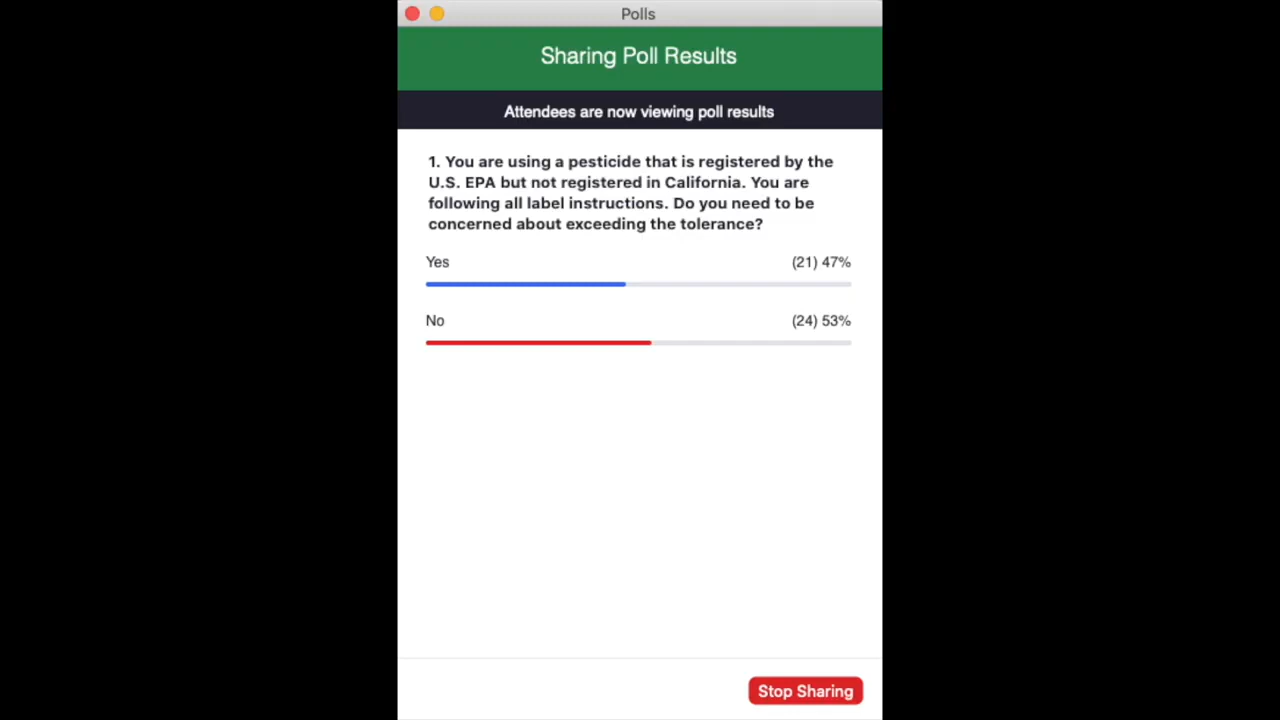 Polls
Sharing Poll Results
Attendees are now viewing poll results
1. You are using a pesticide that is registered by the
U.S. EPA but not registered in California. You are
following all label instructions. Do you need to be
concerned about exceeding the tolerance?
Yes (21) 47%
No (24) 53%
Stop Sharing